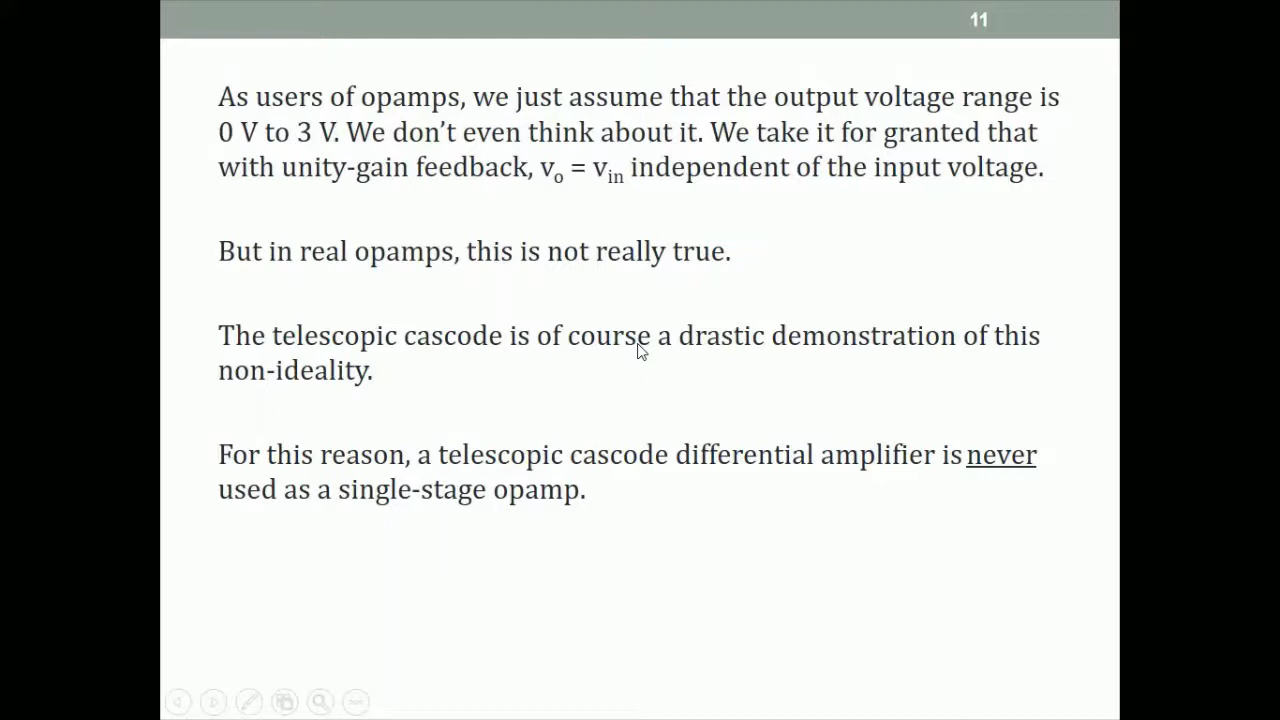 11
As users of opamps, we just assume that the output voltage range is
0 V to 3 V. We don’t even think about it. We take it for granted that
with unity-gain feedback, vo = vin independent of the input voltage.
But in real opamps, this is not really true.
The telescopic cascode is of course a drastic demonstration of this
non-ideality.
For this reason, a telescopic cascode differential amplifier is never
used as a single-stage opamp.